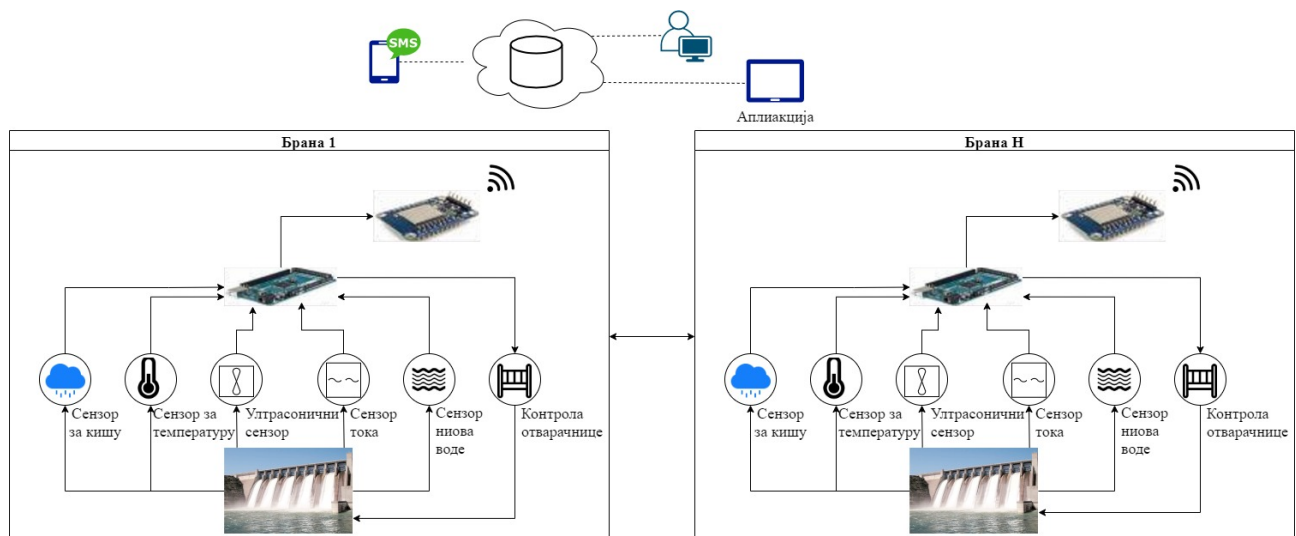 SMS
Аплиакција
Брана 1
Сензор
за кишу
Сензор за
температуру
Ултрасонични
сензор
Сензор
тока
Сензор
ниова
воде
Контрола
отварачнице
Брана Н
Сензор
за кишу
Сензор за
температуру
Ултрасонични
сензор
Сензор
тока
Сензор
ниова
воде
Контрола
отварачнице